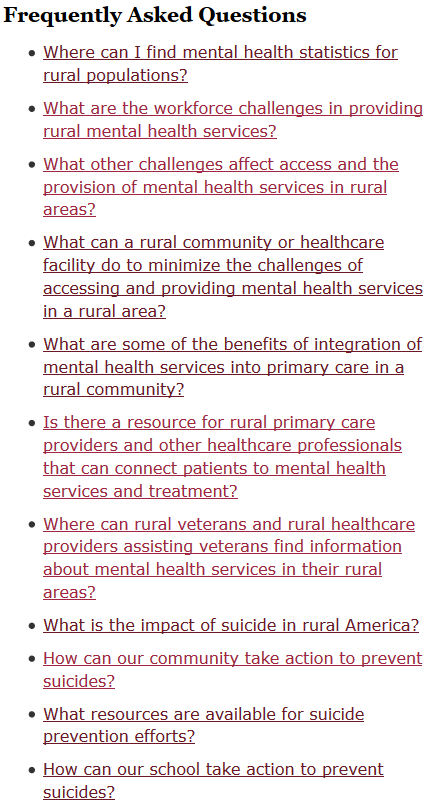 Frequently Asked Questions
Where can I find mental health statistics for
rural populations?
What are the workforce challenges in providing
rural mental health services?
What other challenges affect access and the
provision of mental health services in rural
areas?
What can a rural community or healthcare
facility do to minimize the challenges of
accessing and providing mental health services
in a rural area?
What are some of the benefits of integration of
mental health services into primary care in a
rural community?
Is there a resource for rural primary care
providers and other healthcare professionals
that can connect patients to mental health
services and treatment?
Where can rural veterans and rural healthcare
providers assisting veterans find information
about mental health services in their rural
areas?
What is the impact of suicide in rural America?
How can our community take action to prevent
suicides?
What resources are available for suicide
prevention efforts?
How can our school take action to prevent
suicides?